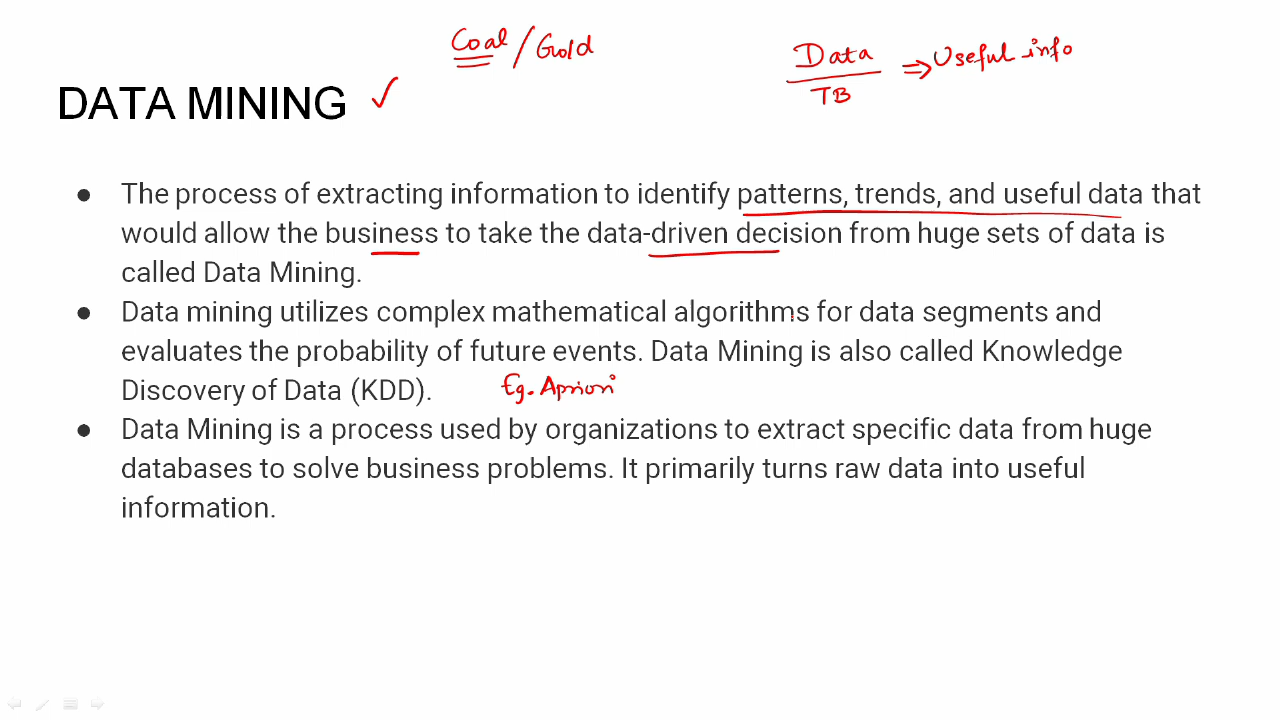 Coal / Gold
Data ⇒ Useful info
TB
DATA MINING ✓
● The process of extracting information to identify patterns, trends, and useful data that
would allow the business to take the data-driven decision from huge sets of data is
called Data Mining.
● Data mining utilizes complex mathematical algorithms for data segments and
evaluates the probability of future events. Data Mining is also called Knowledge
Discovery of Data (KDD).
Eg. Apriori
● Data Mining is a process used by organizations to extract specific data from huge
databases to solve business problems. It primarily turns raw data into useful
information.